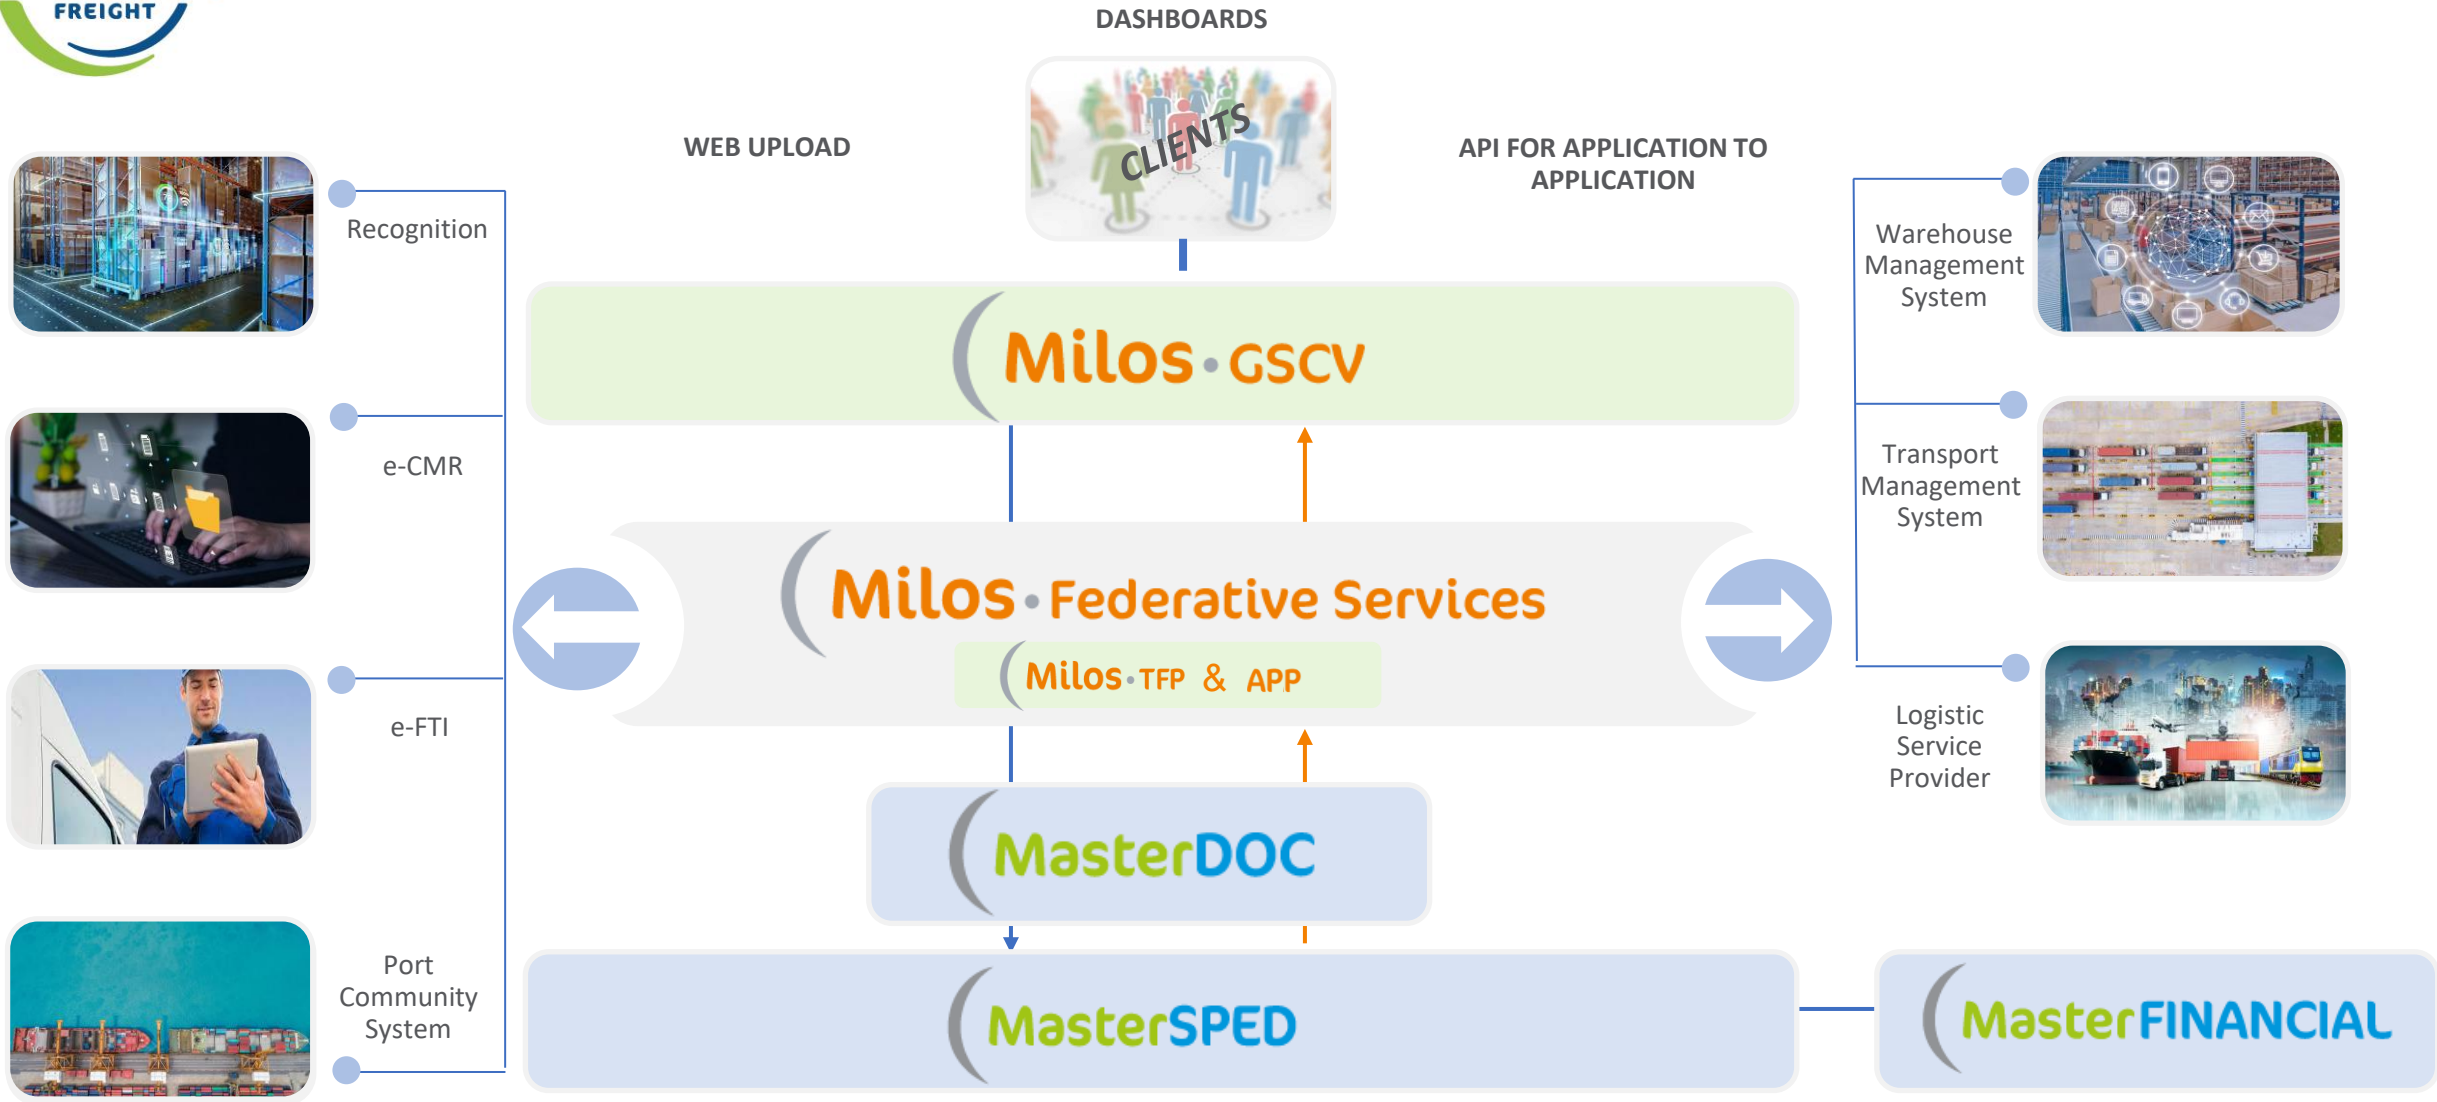 FREIGHT
DASHBOARDS
CLIENTS
WEB UPLOAD
API FOR APPLICATION TO
APPLICATION
Recognition
e-CMR
e-FTI
Port
Community
System
Milos·GSCV
Milos·Federative Services
Milos·TFP & APP
MasterDOC
MasterSPED
MasterFINANCIAL
Warehouse
Management
System
Transport
Management
System
Logistic
Service
Provider